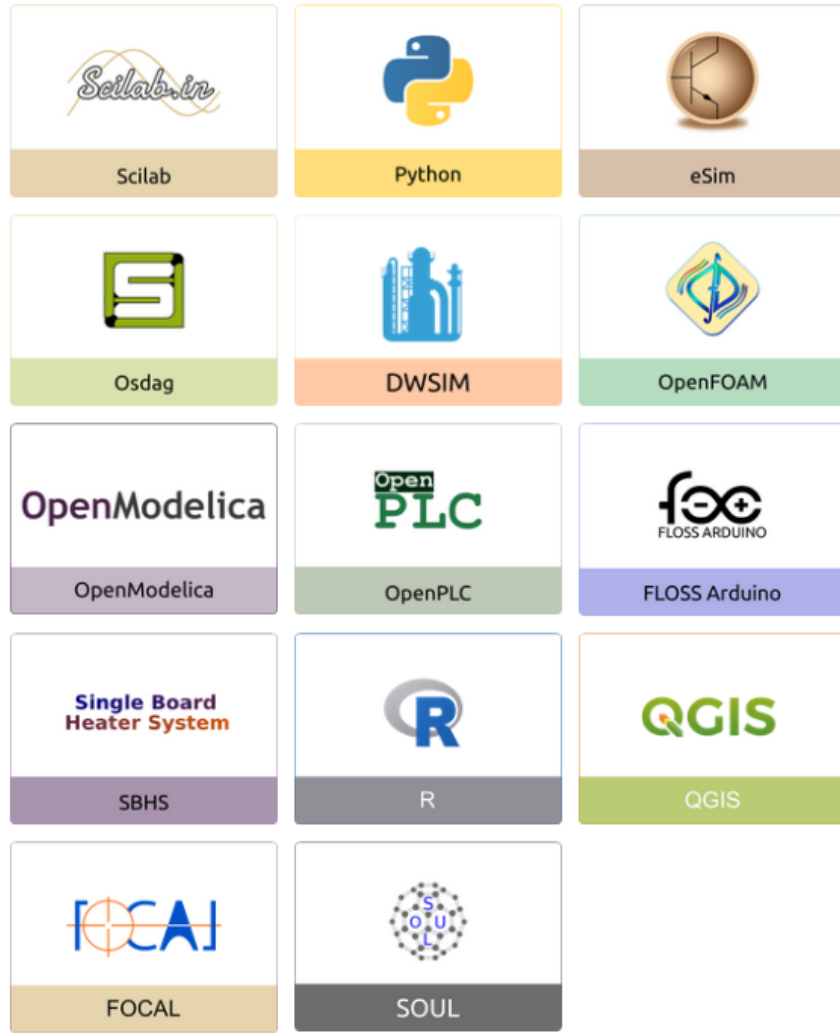 Scilab.in
Scilab
Python
eSim
Osdag
DWSIM
OpenFOAM
OpenModelica
OpenModelica
Open
PLC
OpenPLC
FLOSS ARDUINO
FLOSS Arduino
Single Board
Heater System
SBHS
R
R
QGIS
QGIS
FOCAL
FOCAL
S
O U
L
SOUL